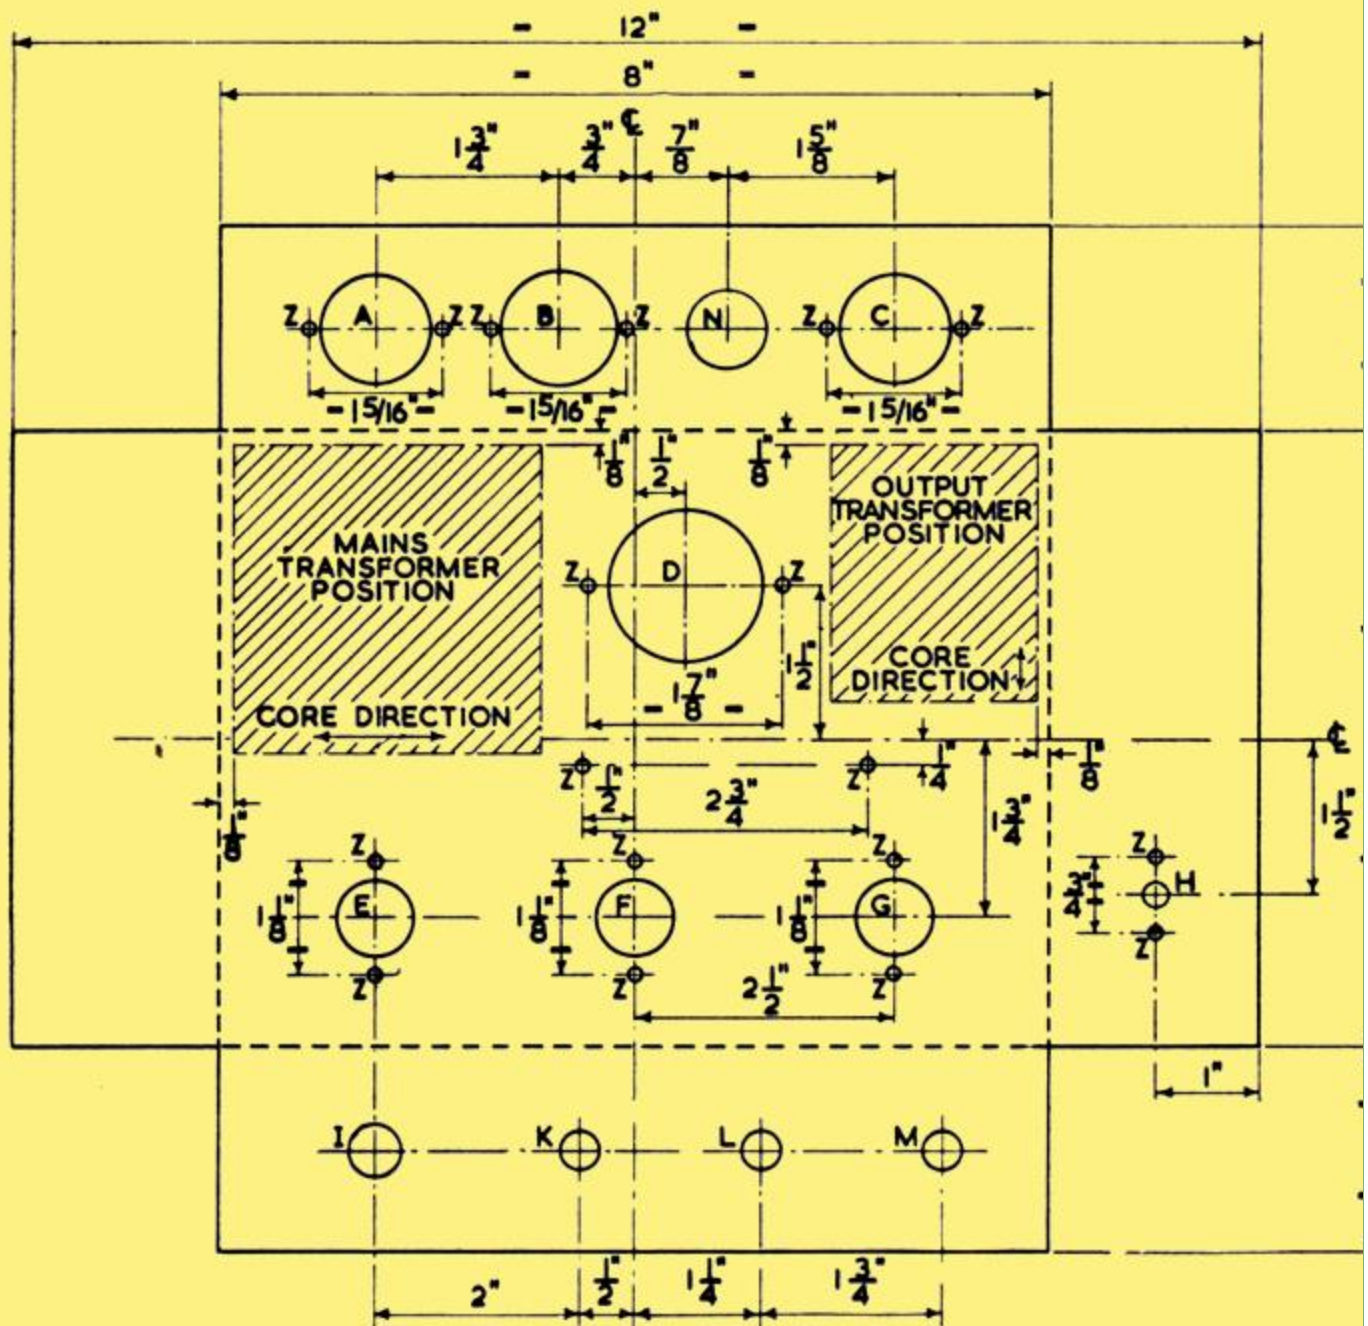 - 12" -
- 8" -
℄
1 3/4" 3/4" 7/8" 1 5/8"
Z A Z Z B Z N Z C Z
-1 5/16"- -1 5/16"- -1 5/16"-
1/8" 1/2" 1/8"
OUTPUT
TRANSFORMER
POSITION
MAINS
TRANSFORMER
POSITION
Z D Z
1 1/2"
CORE
DIRECTION
- 1 7/8" -
CORE DIRECTION
℄
Z 1/2" 2 3/4" Z 1/4" 1/8"
1/8" 1 3/4" 1 1/2"
Z Z Z Z
1 1/8" E 1 1/8" F 1 1/8" G 3/4" H
Z Z Z Z
2 1/2"
1"
I K L M
2" 1/2" 1 1/4" 1 3/4"